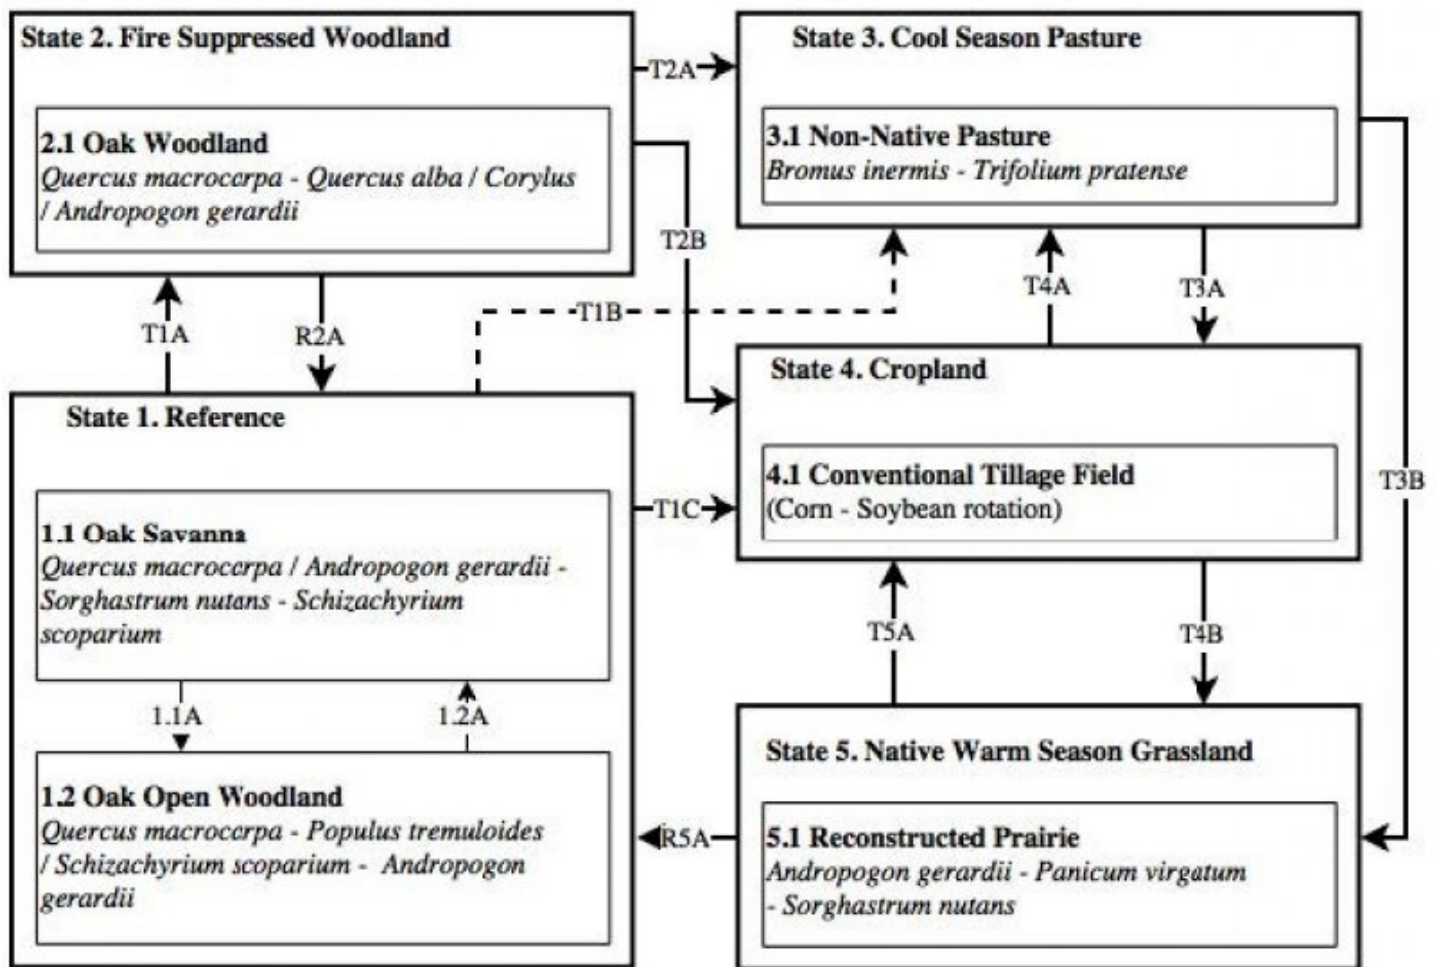 State 2. Fire Suppressed Woodland
2.1 Oak Woodland
Quercus macrocarpa - Quercus alba / Corylus
/ Andropogon gerardii
T2A
State 3. Cool Season Pasture
3.1 Non-Native Pasture
Bromus inermis - Trifolium pratense
T2B
T1A
R2A
T1B
T4A
T3A
State 1. Reference
1.1 Oak Savanna
Quercus macrocarpa / Andropogon gerardii -
Sorghastrum nutans - Schizachyrium
scoparium
1.1A
1.2A
1.2 Oak Open Woodland
Quercus macrocarpa - Populus tremuloides
/ Schizachyrium scoparium - Andropogon
gerardii
T1C
State 4. Cropland
4.1 Conventional Tillage Field
(Corn - Soybean rotation)
T3B
T5A
T4B
R5A
State 5. Native Warm Season Grassland
5.1 Reconstructed Prairie
Andropogon gerardii - Panicum virgatum
- Sorghastrum nutans